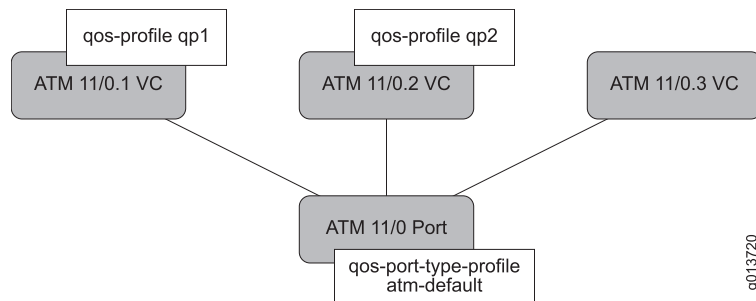 qos-profile qp1
qos-profile qp2
ATM 11/0.1 VC
ATM 11/0.2 VC
ATM 11/0.3 VC
ATM 11/0 Port
qos-port-type-profile
atm-default
g013720